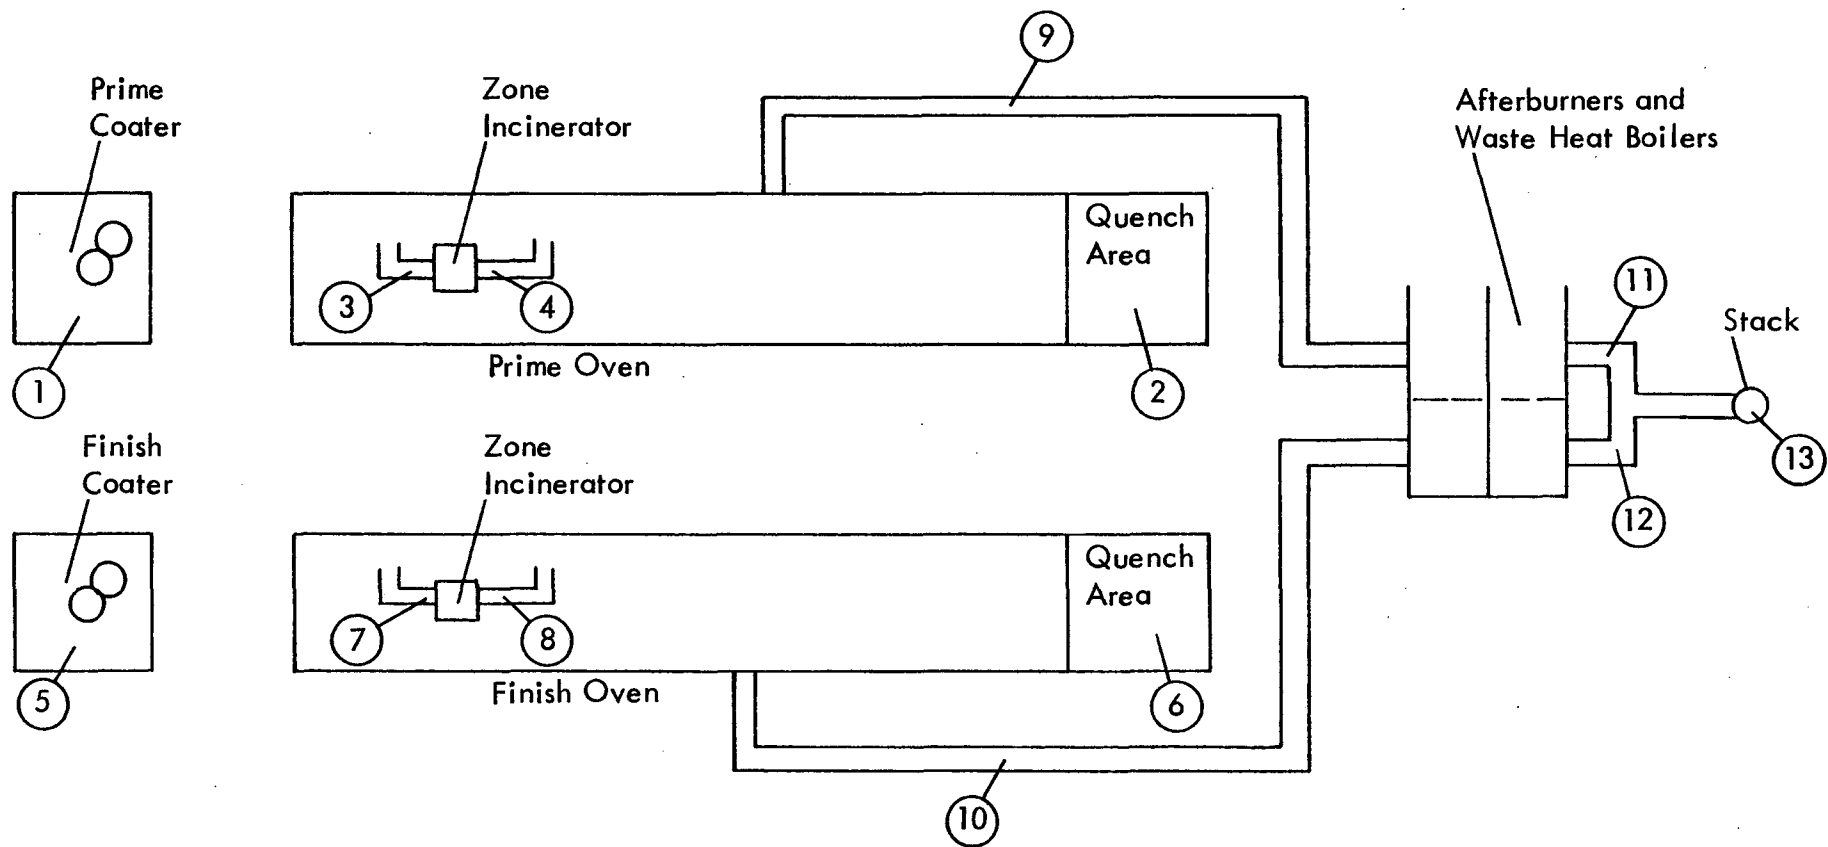 9
Prime
Coater
Zone
Incinerator
Afterburners and
Waste Heat Boilers
Quench
Area
3
4
11
Stack
Prime Oven
1
2
Finish
Coater
Zone
Incinerator
13
12
Quench
Area
7
8
5
Finish Oven
6
10